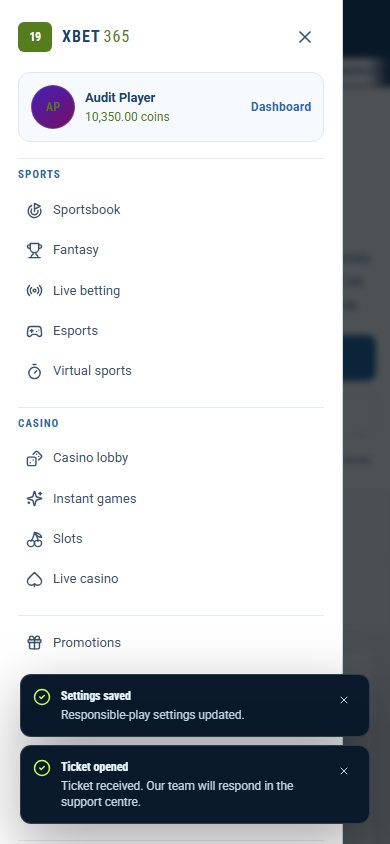 19 XBET 365
AP
Audit Player
10,350.00 coins
Dashboard
SPORTS
Sportsbook
Fantasy
Live betting
Esports
Virtual sports
CASINO
Casino lobby
Instant games
Slots
Live casino
Promotions
Settings saved
Responsible-play settings updated.
Ticket opened
Ticket received. Our team will respond in the
support centre.